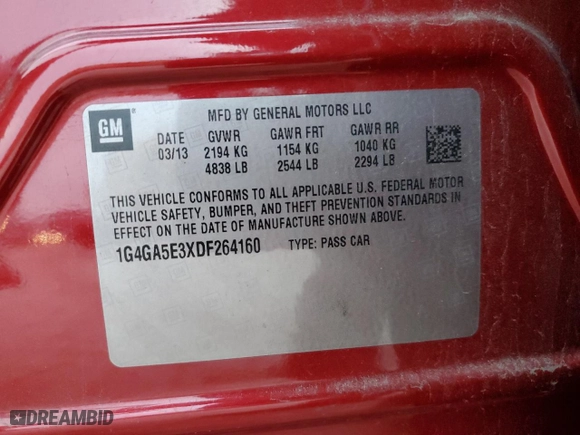 GM
MFD BY GENERAL MOTORS LLC
DATE GVWR GAWR FRT GAWR RR
03/13 2194 KG 1154 KG 1040 KG
4838 LB 2544 LB 2294 LB
THIS VEHICLE CONFORMS TO ALL APPLICABLE U.S. FEDERAL MOTOR
VEHICLE SAFETY, BUMPER, AND THEFT PREVENTION STANDARDS IN
EFFECT ON THE DATE OF MANUFACTURE SHOWN ABOVE.
1G4GA5E3XDF264160 TYPE: PASS CAR
DREAMBID